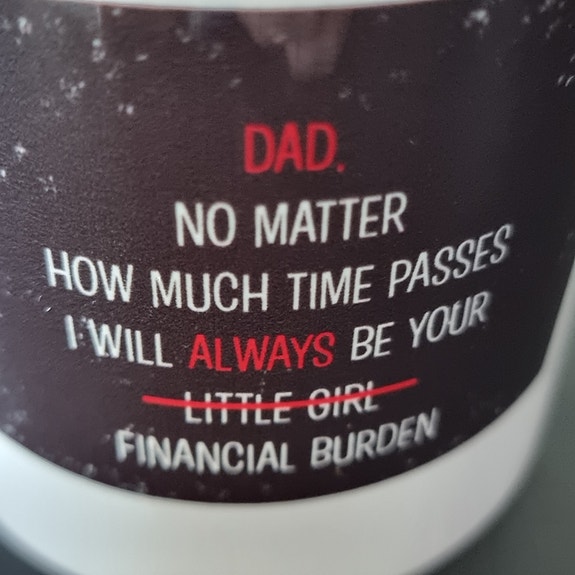 DAD.
NO MATTER
HOW MUCH TIME PASSES
I WILL ALWAYS BE YOUR
LITTLE GIRL
FINANCIAL BURDEN